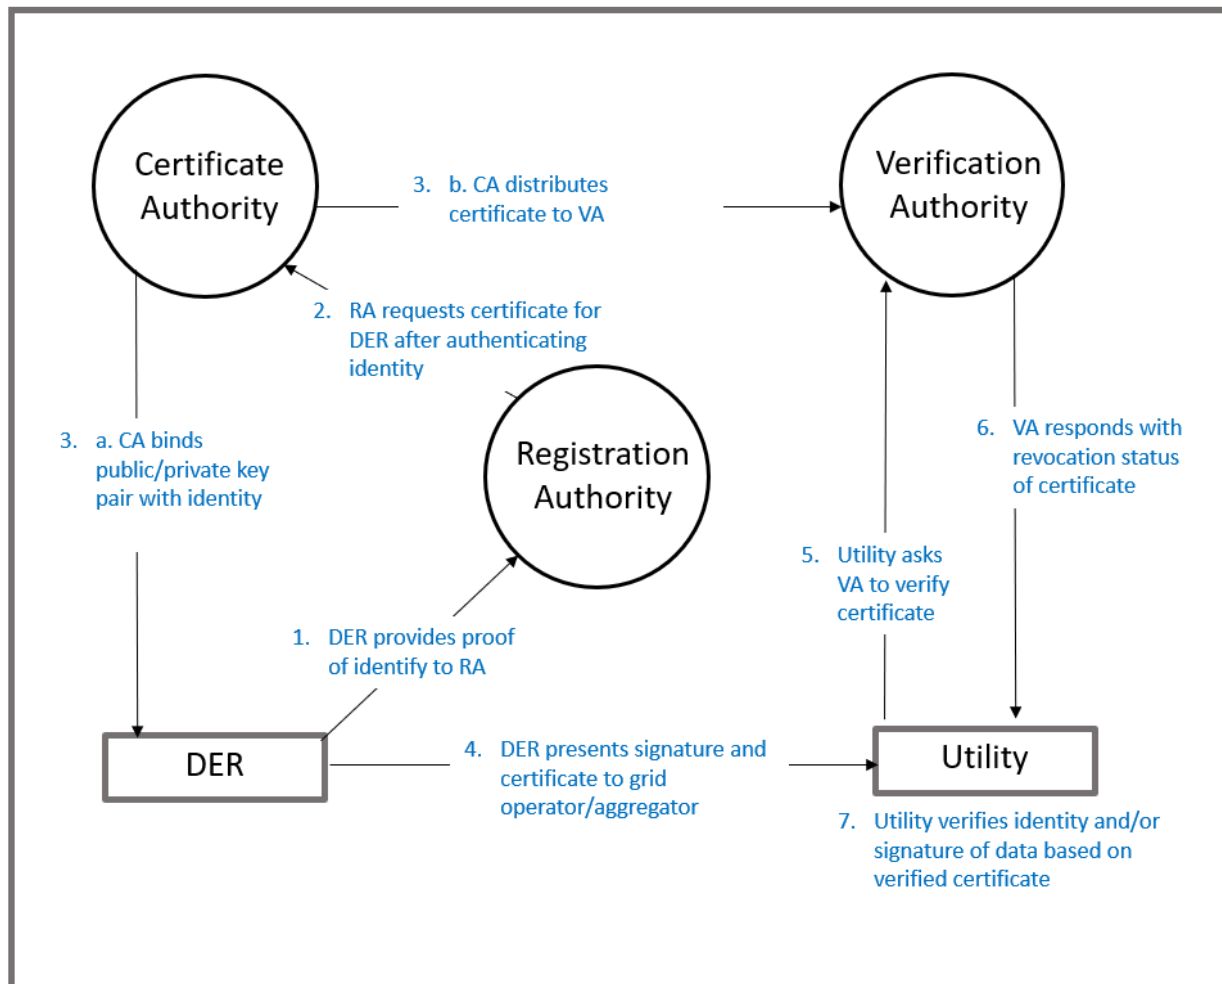 Certificate
Authority
Verification
Authority
3. b. CA distributes
certificate to VA
2. RA requests certificate for
DER after authenticating
identity
Registration
Authority
3. a. CA binds
public/private key
pair with identity
6. VA responds with
revocation status
of certificate
5. Utility asks
VA to verify
certificate
1. DER provides proof
of identify to RA
DER
4. DER presents signature and
certificate to grid
operator/aggregator
Utility
7. Utility verifies identity and/or
signature of data based on
verified certificate